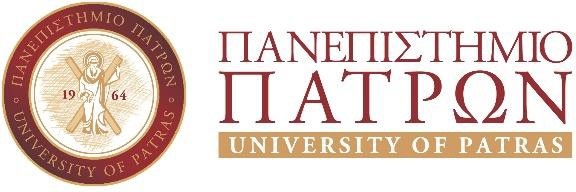 ΠΑΝΕΠΙΣΤΗΜΙΟ ΠΑΤΡΩΝ
19 64
UNIVERSITY OF PATRAS
ΠΑΝΕΠΙΣΤΗΜΙΟ
ΠΑΤΡΩΝ
UNIVERSITY OF PATRAS